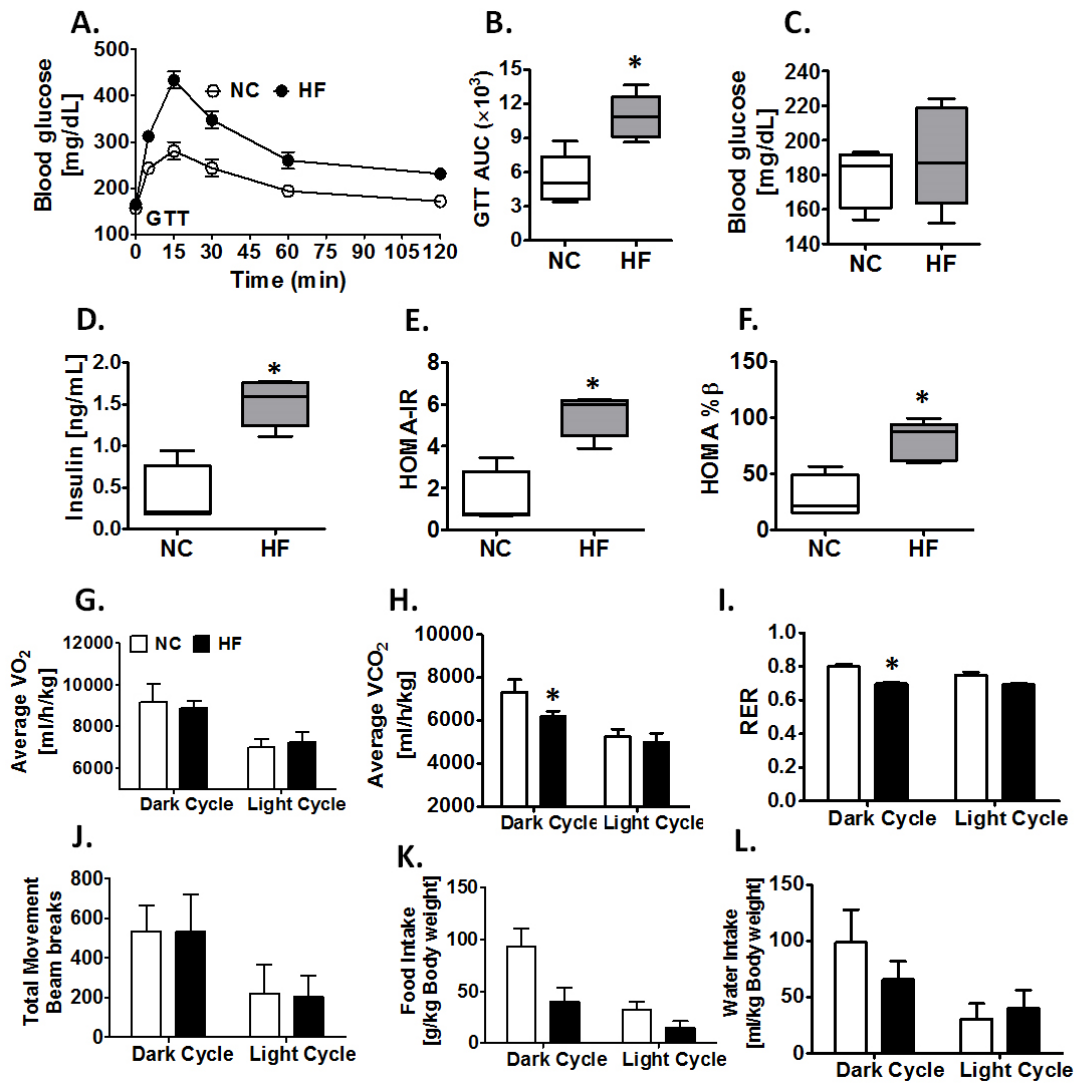 A.
Blood glucose
[mg/dL]
500
400
300
200
100
NC HF
GTT
0 15 30 45 60 75 90 105 120
Time (min)
B.
GTT AUC (×10³)
15
12
9
6
3
0
*
NC HF
C.
Blood glucose
[mg/dL]
240
220
200
180
160
140
NC HF
D.
Insulin [ng/mL]
2.0
1.5
1.0
0.5
0.0
*
NC HF
E.
HOMA-IR
8
6
4
2
0
*
NC HF
F.
HOMA %β
150
100
50
0
*
NC HF
G.
Average VO₂
[ml/h/kg]
12000
10000
8000
6000
NC HF
Dark Cycle Light Cycle
H.
Average VCO₂
[ml/h/kg]
10000
8000
6000
4000
2000
*
Dark Cycle Light Cycle
I.
RER
1.0
0.8
0.6
0.4
0.2
0.0
*
Dark Cycle Light Cycle
J.
Total Movement
Beam breaks
800
600
400
200
0
Dark Cycle Light Cycle
K.
Food Intake
[g/kg Body weight]
150
100
50
0
Dark Cycle Light Cycle
L.
Water Intake
[ml/kg Body weight]
150
100
50
0
Dark Cycle Light Cycle